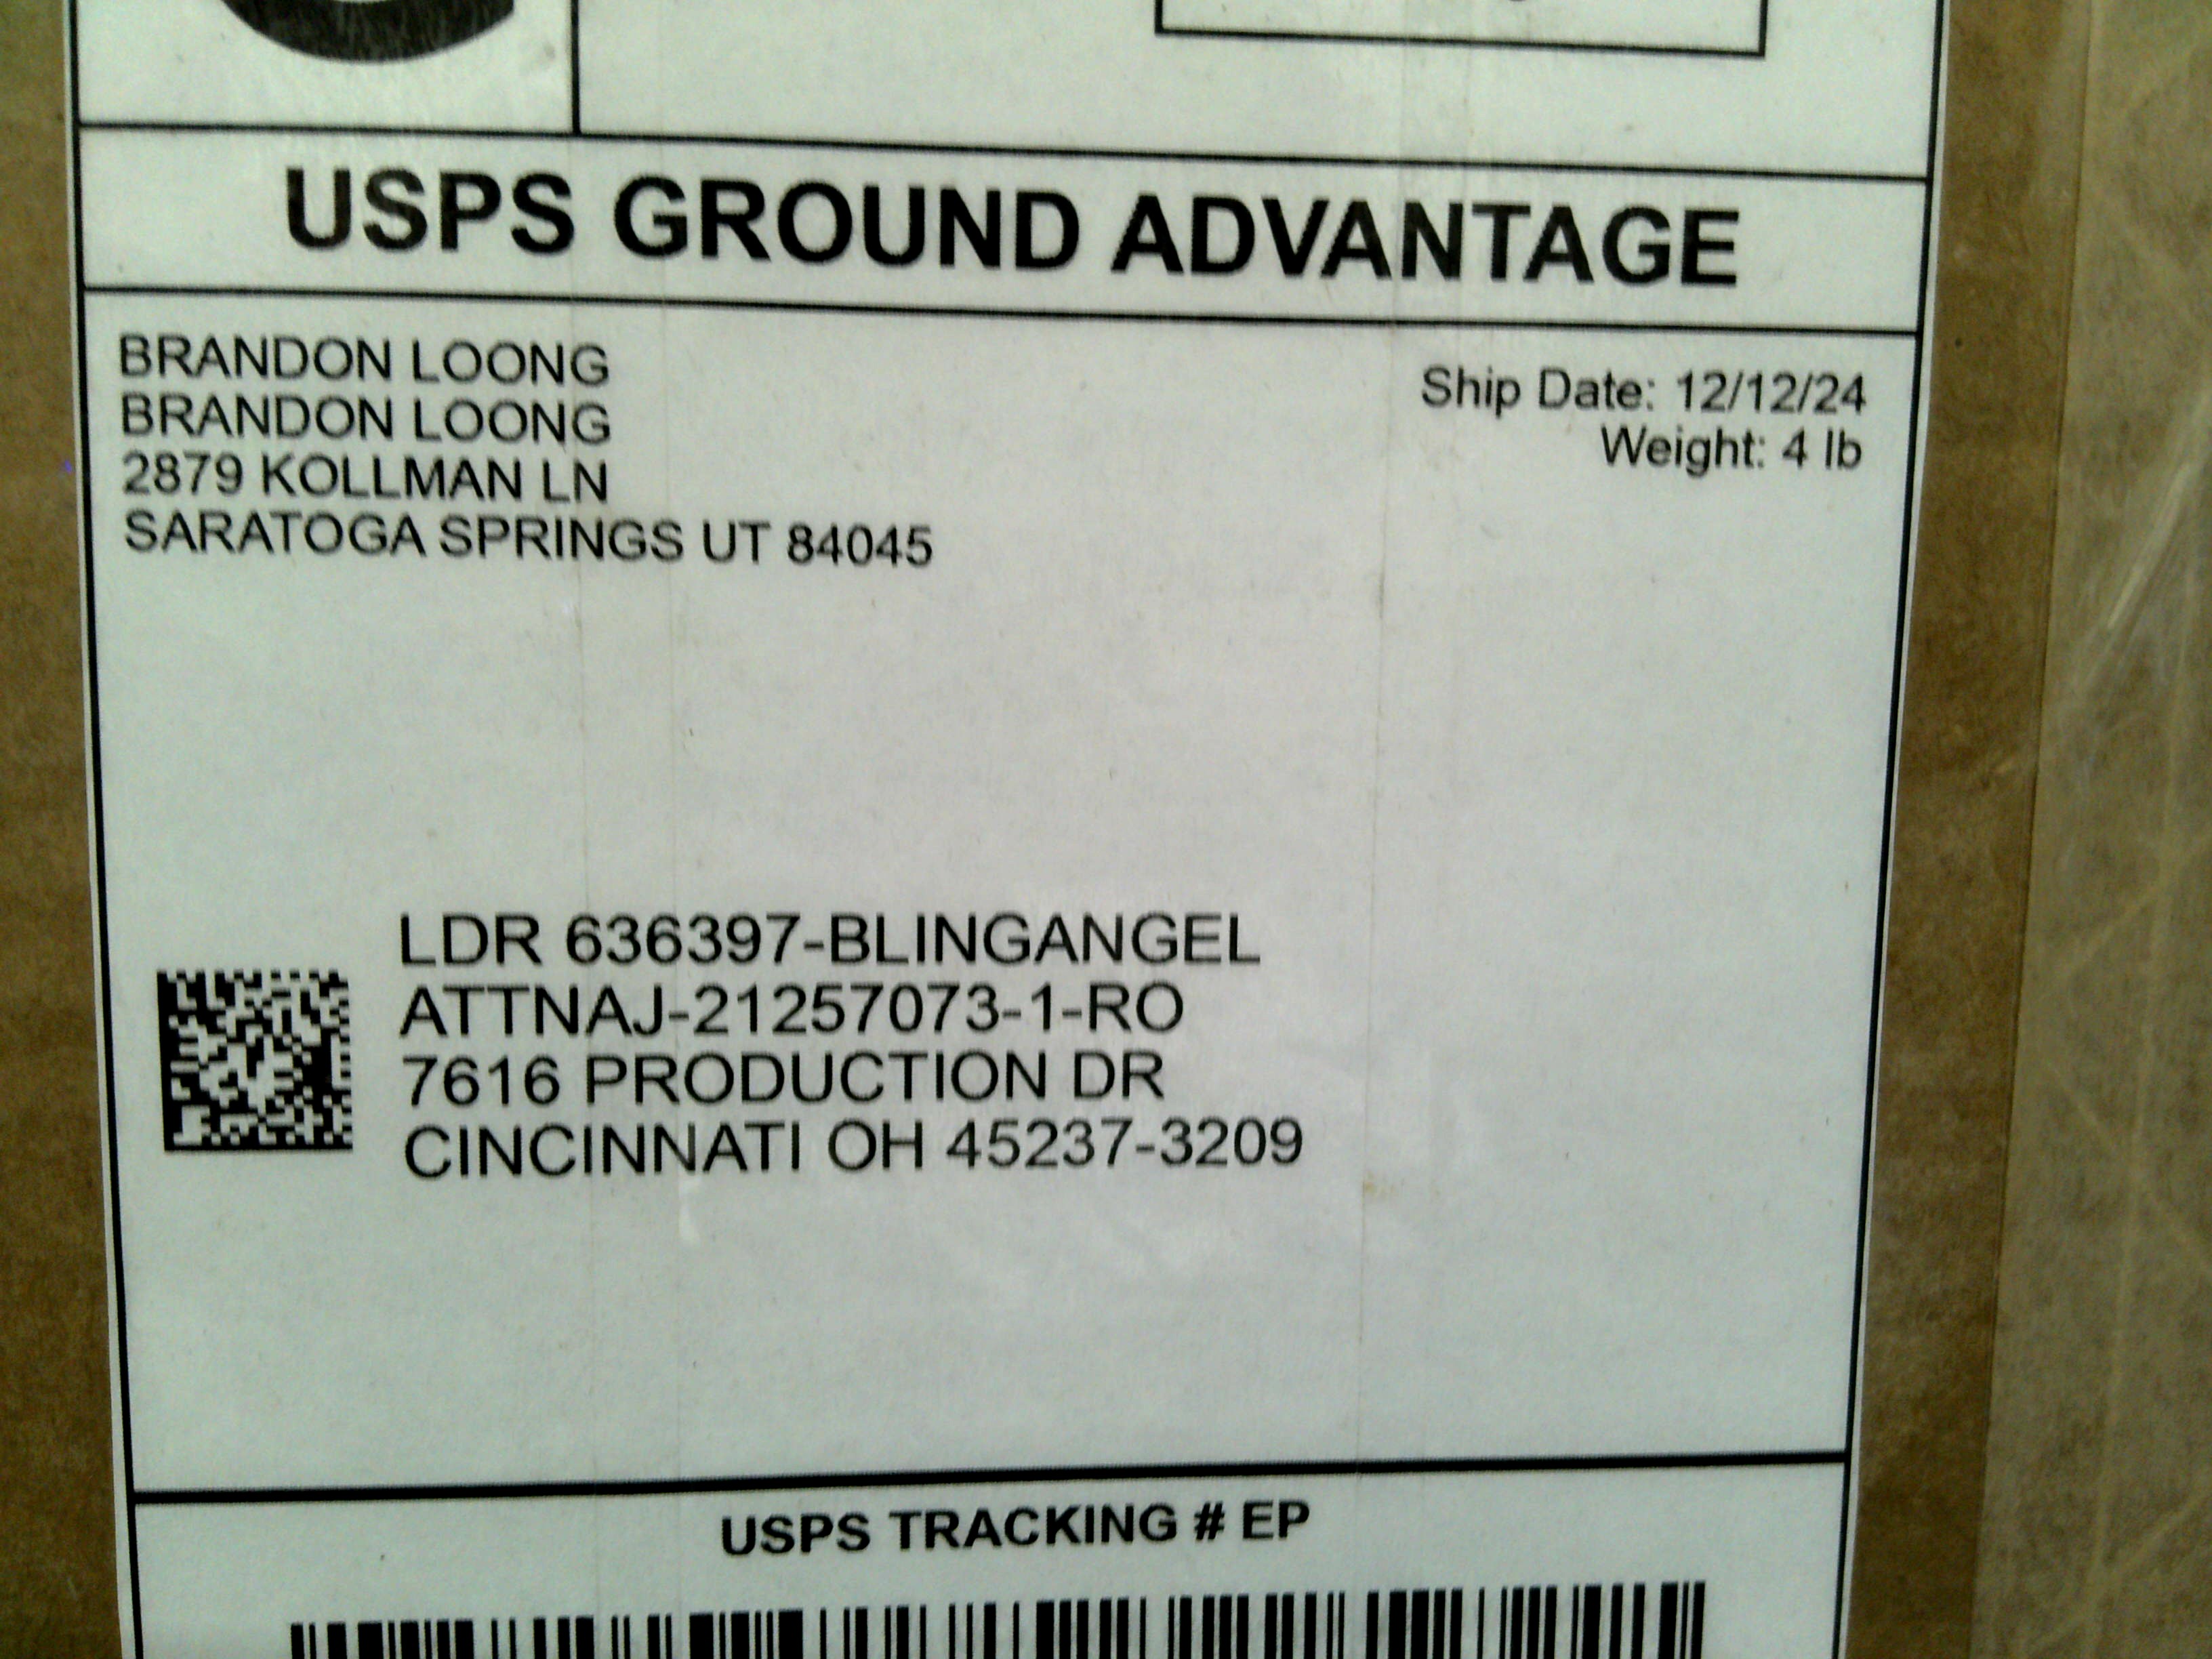 USPS GROUND ADVANTAGE
BRANDON LOONG
BRANDON LOONG
2879 KOLLMAN LN
SARATOGA SPRINGS UT 84045
Ship Date: 12/12/24
Weight: 4 lb
LDR 636397-BLINGANGEL
ATTNAJ-21257073-1-RO
7616 PRODUCTION DR
CINCINNATI OH 45237-3209
USPS TRACKING # EP